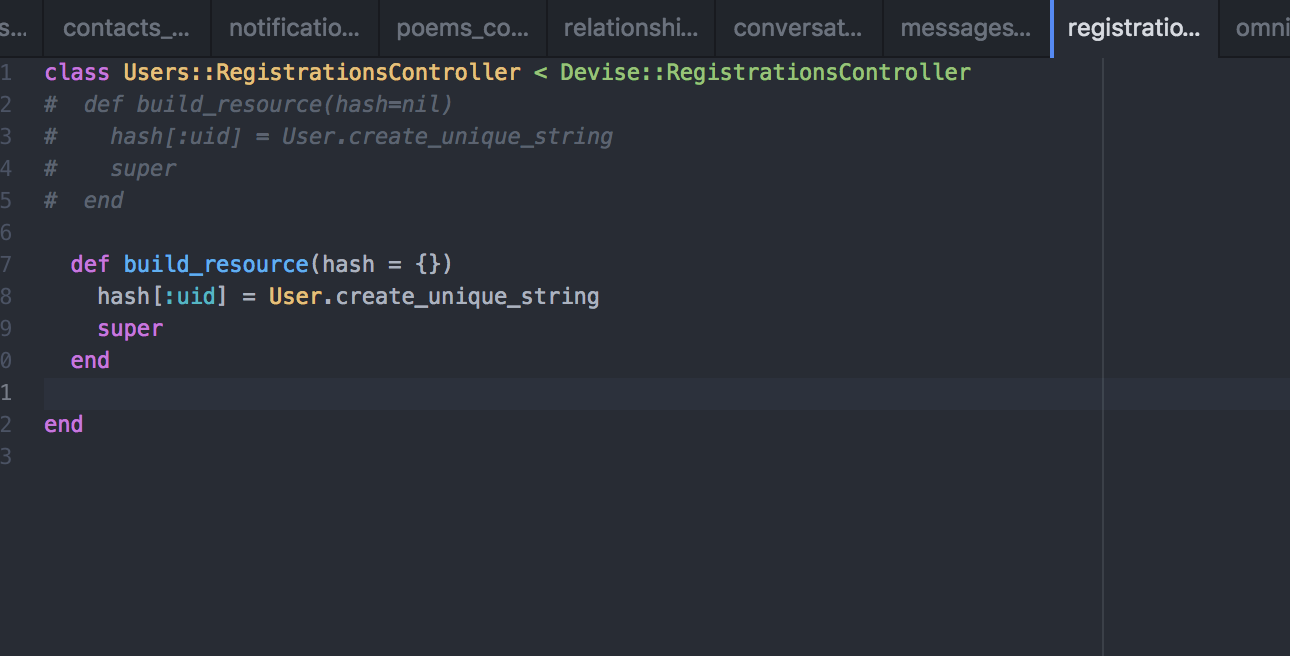 s... contacts_... notificatio... poems_co... relationshi... conversat... messages... registratio... omni
1 class Users::RegistrationsController < Devise::RegistrationsController
2 #  def build_resource(hash=nil)
3 #    hash[:uid] = User.create_unique_string
4 #    super
5 #  end
6
7   def build_resource(hash = {})
8     hash[:uid] = User.create_unique_string
9     super
0   end
1
2 end
3